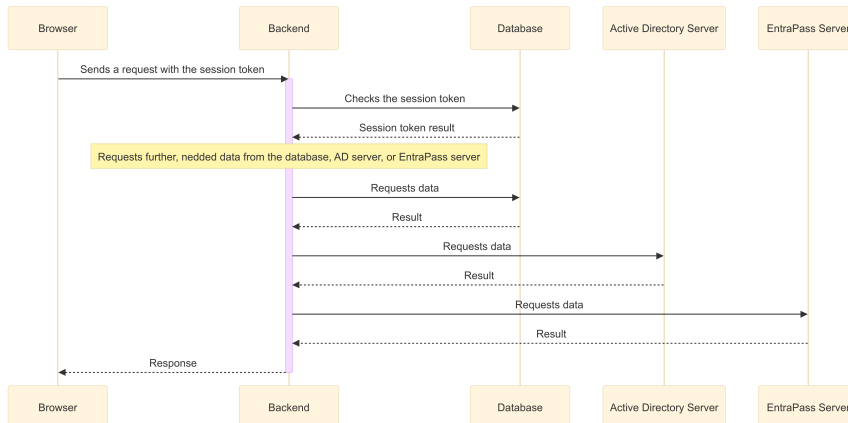 Browser
Backend
Database
Active Directory Server
EntraPass Server
Sends a request with the session token
Checks the session token
Session token result
Requests further, nedded data from the database, AD server, or EntraPass server
Requests data
Result
Requests data
Result
Requests data
Result
Response
Browser
Backend
Database
Active Directory Server
EntraPass Server